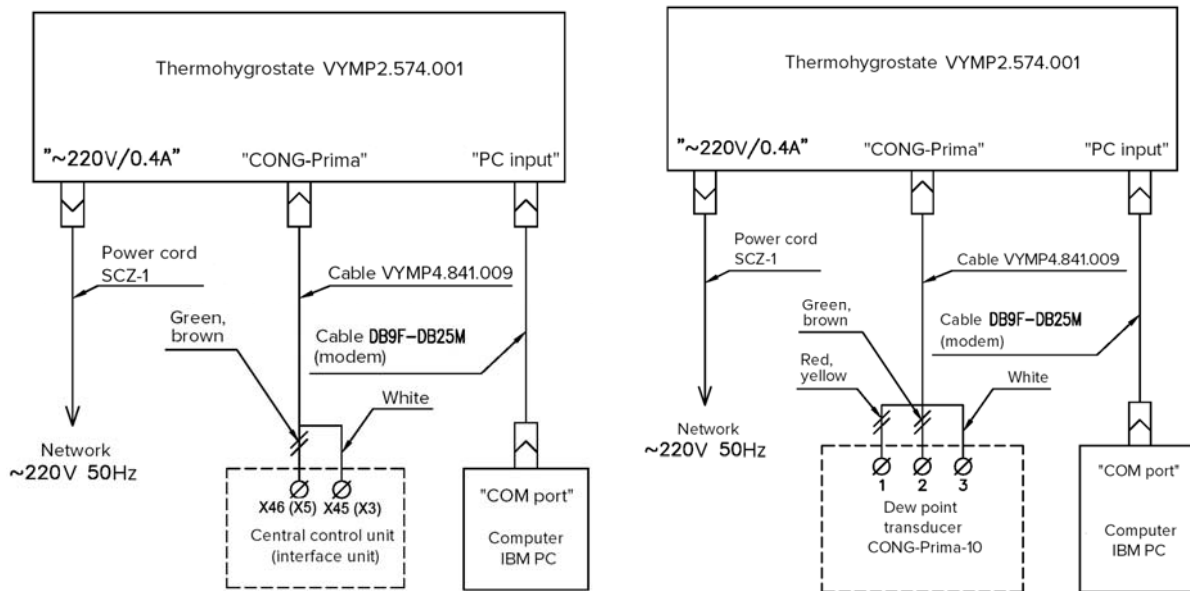 Thermohygrostate VYMP2.574.001
"~220V/0.4A"
"CONG-Prima"
"PC input"
Power cord
SCZ-1
Cable VYMP4.841.009
Green,
brown
Cable DB9F-DB25M
(modem)
White
Network
~220V 50Hz
X46 (X5)
X45 (X3)
Central control unit
(interface unit)
"COM port"
Computer
IBM PC
Thermohygrostate VYMP2.574.001
"~220V/0.4A"
"CONG-Prima"
"PC input"
Power cord
SCZ-1
Cable VYMP4.841.009
Green,
brown
Cable DB9F-DB25M
(modem)
Red,
yellow
White
Network
~220V 50Hz
1
2
3
Dew point
transducer
CONG-Prima-10
"COM port"
Computer
IBM PC